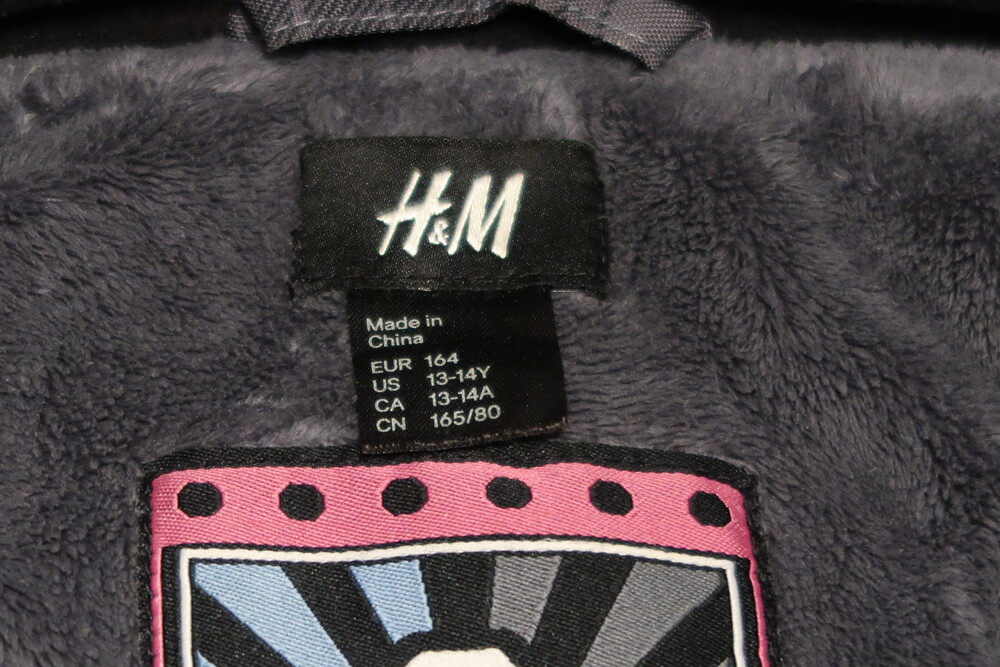 H&M
Made in
China
EUR 164
US 13-14Y
CA 13-14A
CN 165/80